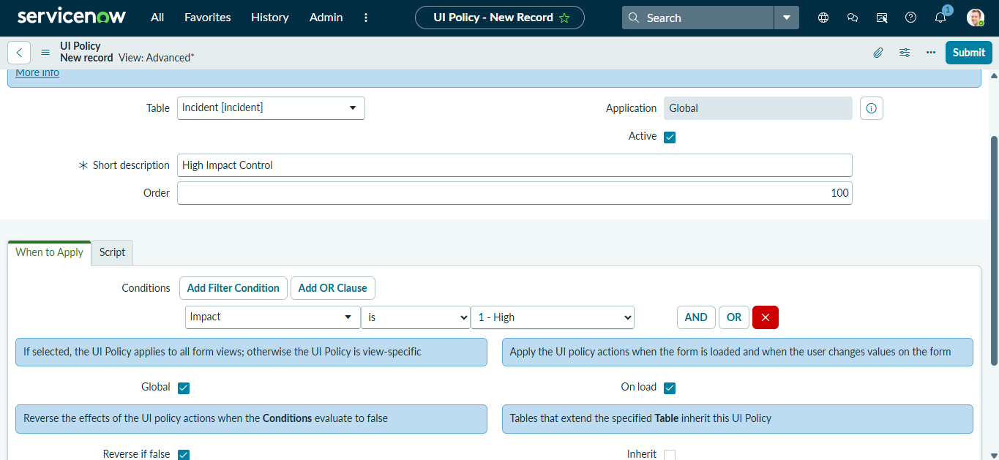 servicenow All Favorites History Admin UI Policy - New Record Search 1
UI Policy
New record View: Advanced*
Submit
More info
Table Incident [incident] Application Global
Active
Short description High Impact Control
Order 100
When to Apply Script
Conditions Add Filter Condition Add OR Clause
Impact is 1 - High AND OR
If selected, the UI Policy applies to all form views; otherwise the UI Policy is view-specific
Apply the UI policy actions when the form is loaded and when the user changes values on the form
Global On load
Reverse the effects of the UI policy actions when the Conditions evaluate to false
Tables that extend the specified Table inherit this UI Policy
Reverse if false Inherit